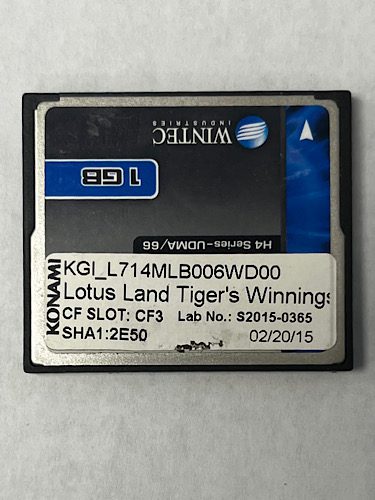 WINTEC
INDUSTRIES
1 GB
H4 Series-UDMA/66
KONAMI
KGI_L714MLB006WD00
Lotus Land Tiger's Winnings
CF SLOT: CF3 Lab No.: S2015-0365
SHA1:2E50 02/20/15